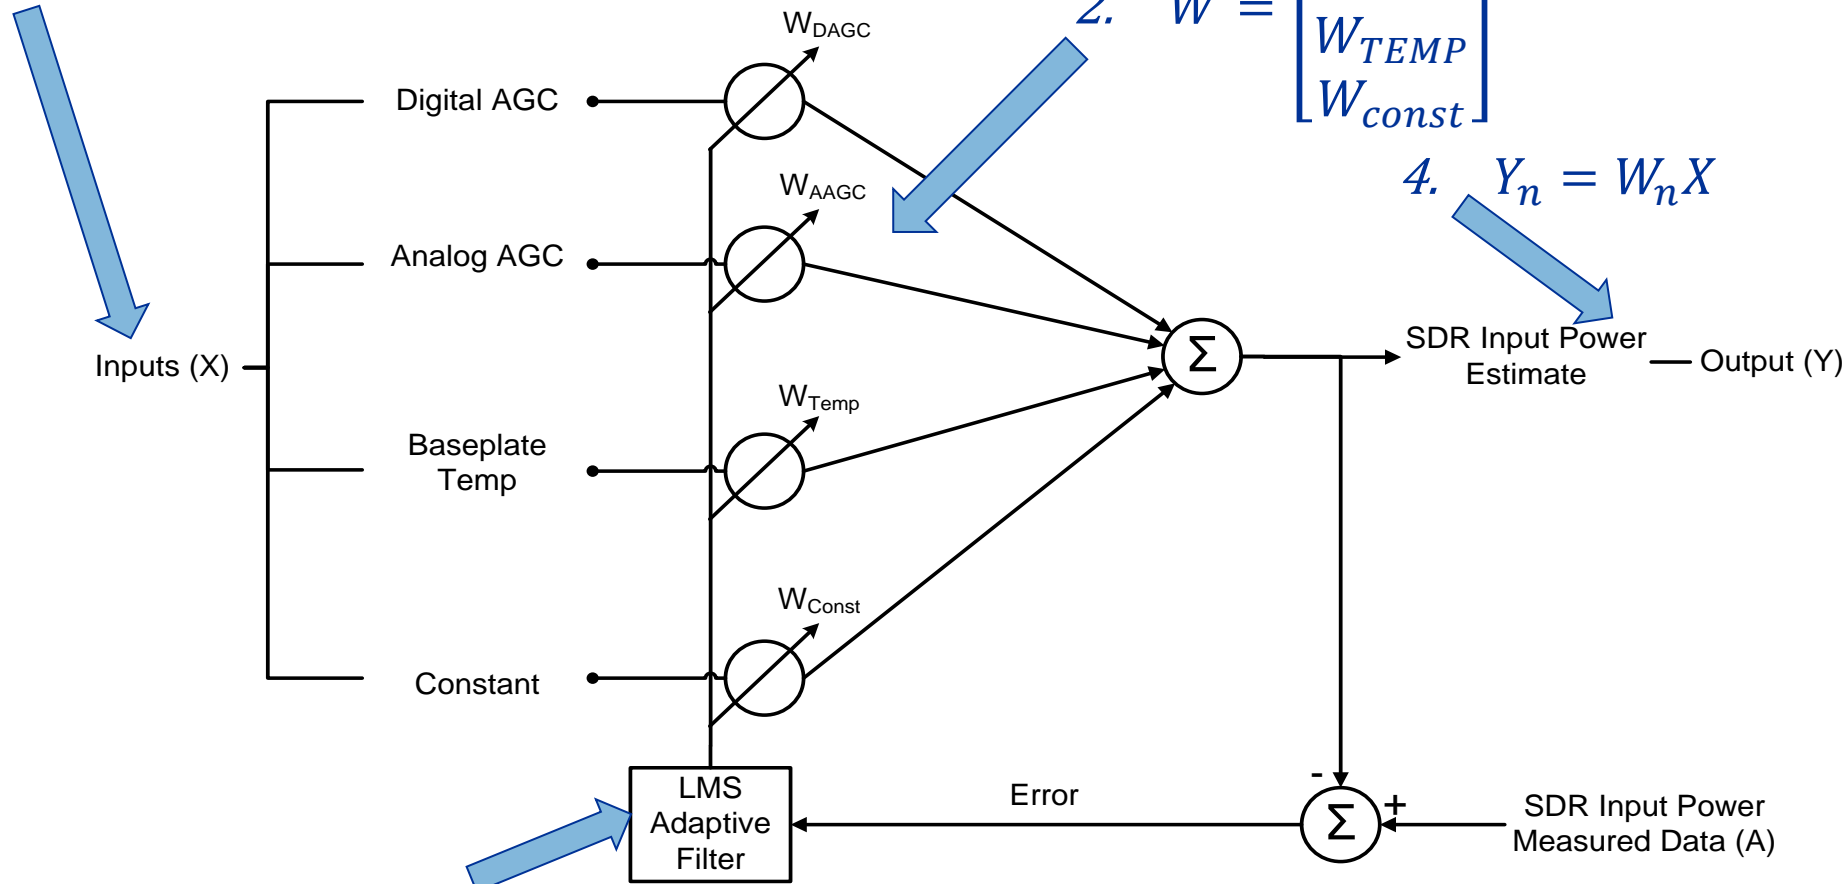 2. W = [
W_TEMP
W_const ]
4. Y_n = W_n X
W_DAGC
Digital AGC
W_AAGC
Analog AGC
Inputs (X)
Σ
SDR Input Power
Estimate
Output (Y)
W_Temp
Baseplate
Temp
W_Const
Constant
LMS
Adaptive
Filter
Error
-
+
Σ
SDR Input Power
Measured Data (A)